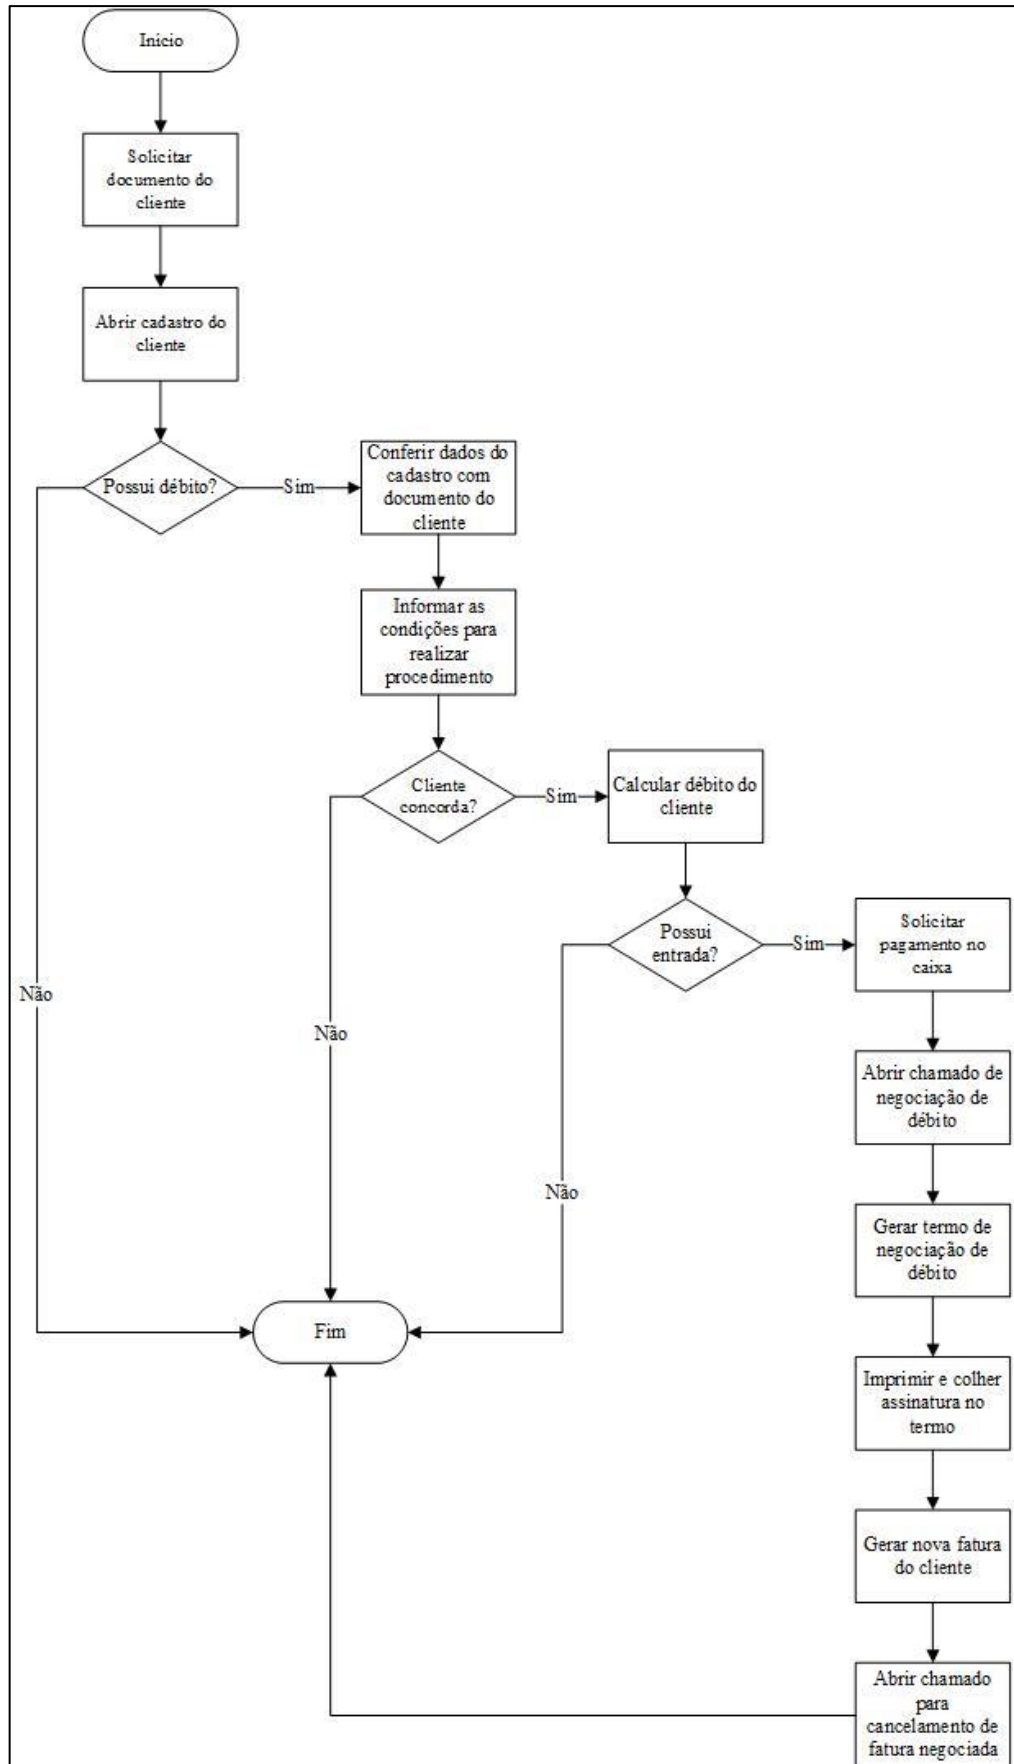 Início
Solicitar
documento do
cliente
Abrir cadastro do
cliente
Possui débito?
Sim
Conferir dados do
cadastro com
documento do
cliente
Informar as
condições para
realizar
procedimento
Cliente
concorda?
Sim
Calcular débito do
cliente
Possui
entrada?
Sim
Solicitar
pagamento no
caixa
Não
Não
Abrir chamado de
negociação de
débito
Não
Gerar termo de
negociação de
débito
Fim
Imprimir e colher
assinatura no
termo
Gerar nova fatura
do cliente
Abrir chamado
para
cancelamento de
fatura negociada